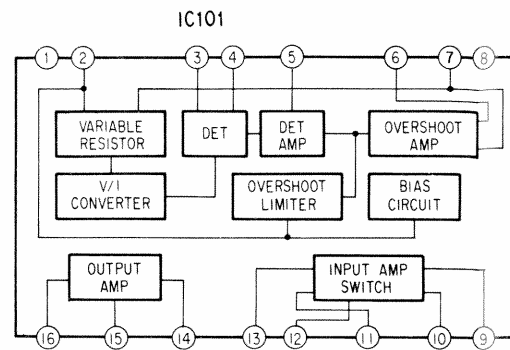 IC101
1 2 3 4 5 6 7 8
VARIABLE
RESISTOR
DET
DET
AMP
OVERSHOOT
AMP
V/I
CONVERTER
OVERSHOOT
LIMITER
BIAS
CIRCUIT
OUTPUT
AMP
INPUT AMP
SWITCH
16 15 14 13 12 11 10 9